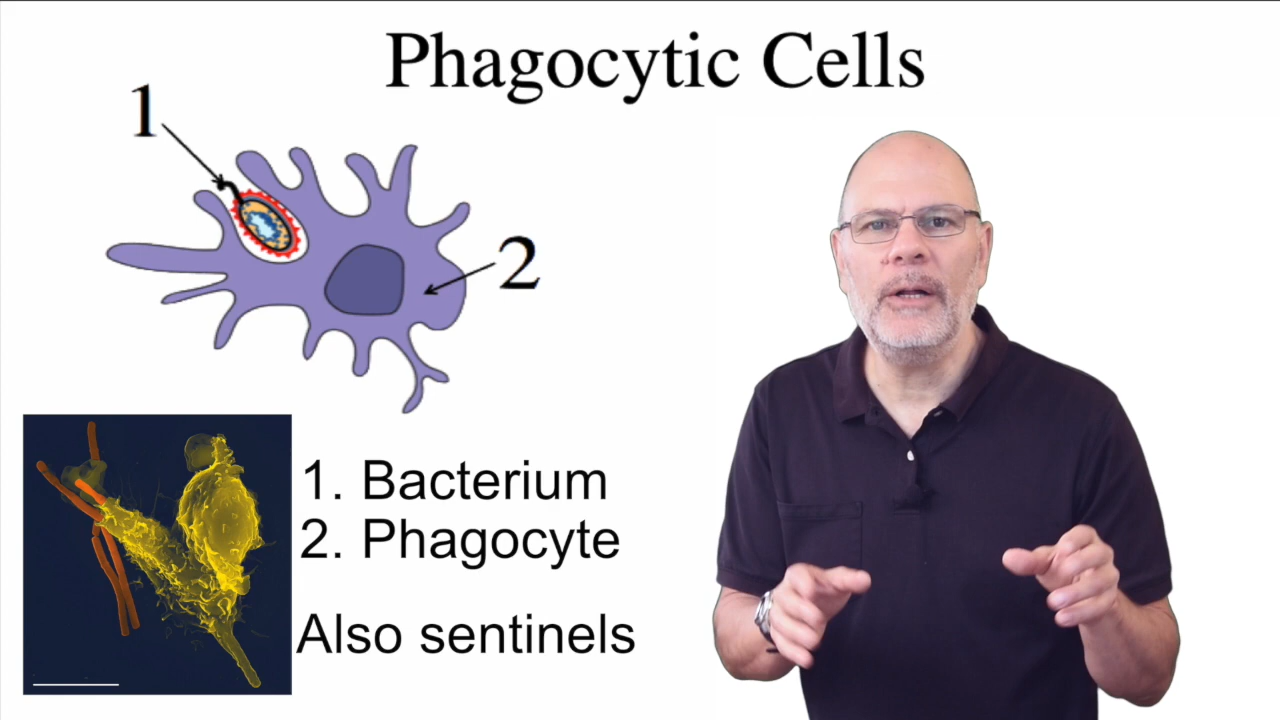 Phagocytic Cells
1
2
1. Bacterium
2. Phagocyte
Also sentinels